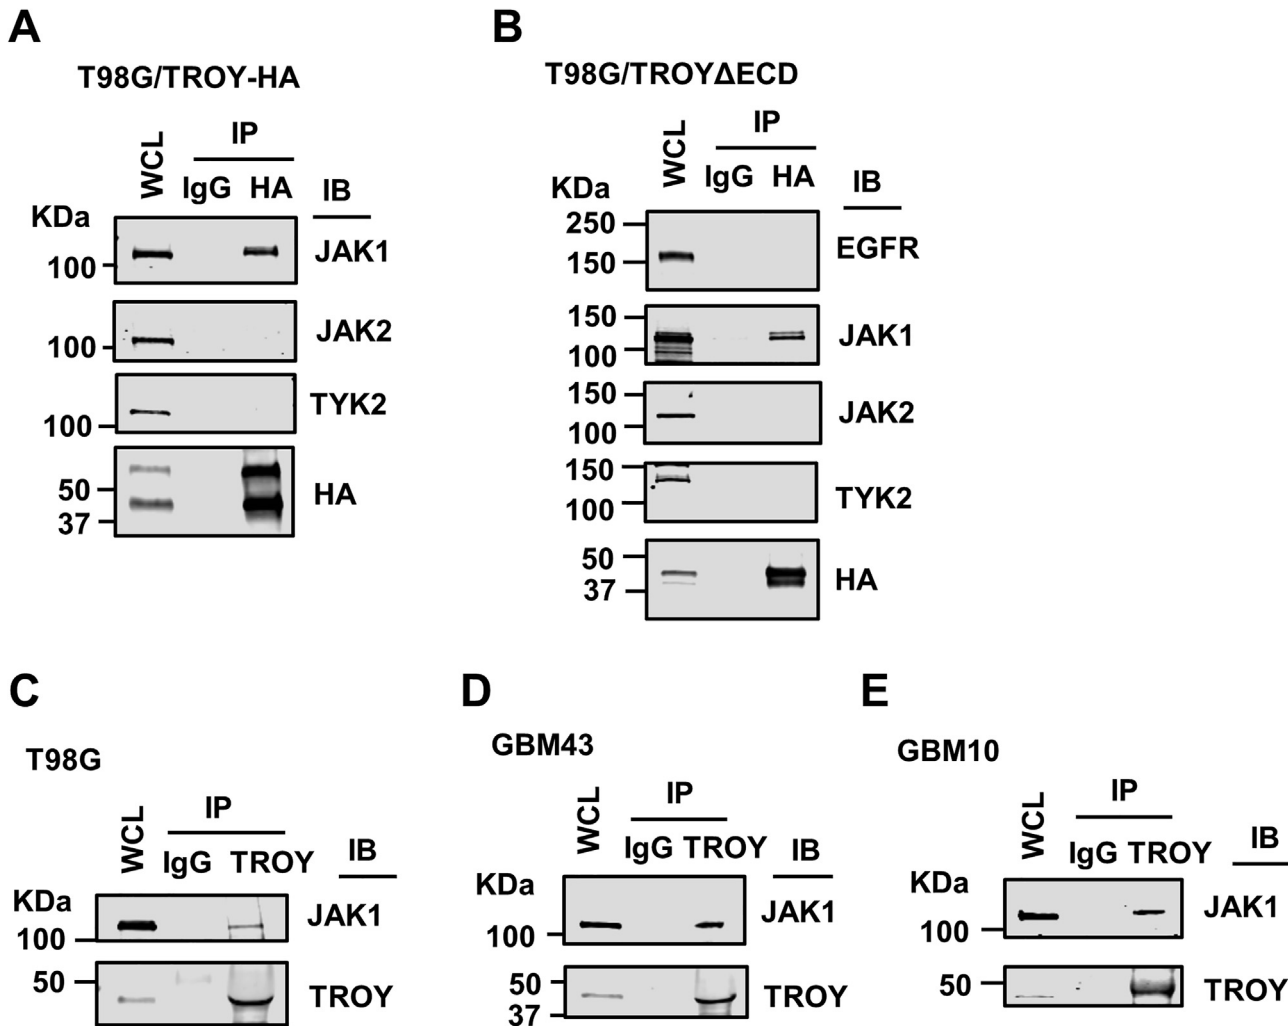 A
T98G/TROY-HA
WCL
IP
IgG HA
IB
KDa
100
JAK1
100
JAK2
100
TYK2
50
37
HA
B
T98G/TROYΔECD
WCL
IP
IgG HA
IB
KDa
250
150
EGFR
150
100
JAK1
150
100
JAK2
150
100
TYK2
50
37
HA
C
T98G
WCL
IP
IgG TROY
IB
KDa
100
JAK1
50
TROY
D
GBM43
WCL
IP
IgG TROY
IB
KDa
100
JAK1
50
37
TROY
E
GBM10
WCL
IP
IgG TROY
IB
KDa
100
JAK1
50
TROY